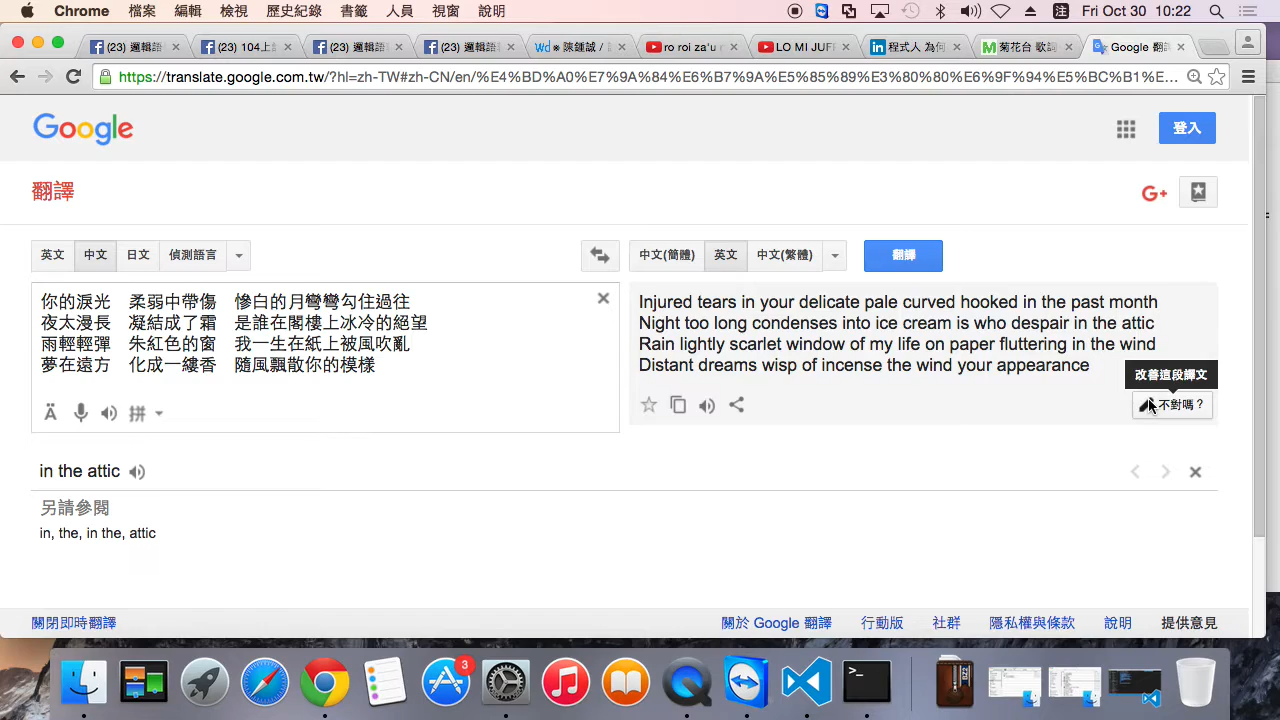 Chrome 檔案 編輯 檢視 歷史紀錄 書籤 人員 視窗 說明 注 Fri Oct 30 10:22
(23) 邏輯語 (23) 104上 (23) 邏輯語 (23) 邏輯語 Wd ※ 陳鍾誠 / ro roi za'u LO MI JUFI 程式人 為何 菊花台 歌詞 Google 翻譯
https://translate.google.com.tw/?hl=zh-TW#zh-CN/en/%E4%BD%A0%E7%9A%84%E6%B7%9A%E5%85%89%E3%80%80%E6%9F%94%E5%BC%B1%E...
Google 登入
翻譯 G+
英文 中文 日文 偵測語言 中文(簡體) 英文 中文(繁體) 翻譯
你的淚光 柔弱中帶傷 慘白的月彎彎勾住過往
夜太漫長 凝結成了霜 是誰在閣樓上冰冷的絕望
雨輕輕彈 朱紅色的窗 我一生在紙上被風吹亂
夢在遠方 化成一縷香 隨風飄散你的模樣
Ä 拼
Injured tears in your delicate pale curved hooked in the past month
Night too long condenses into ice cream is who despair in the attic
Rain lightly scarlet window of my life on paper fluttering in the wind
Distant dreams wisp of incense the wind your appearance
改善這段譯文
不對嗎？
in the attic
另請參閱
in, the, in the, attic
關閉即時翻譯 關於 Google 翻譯 行動版 社群 隱私權與條款 說明 提供意見
3